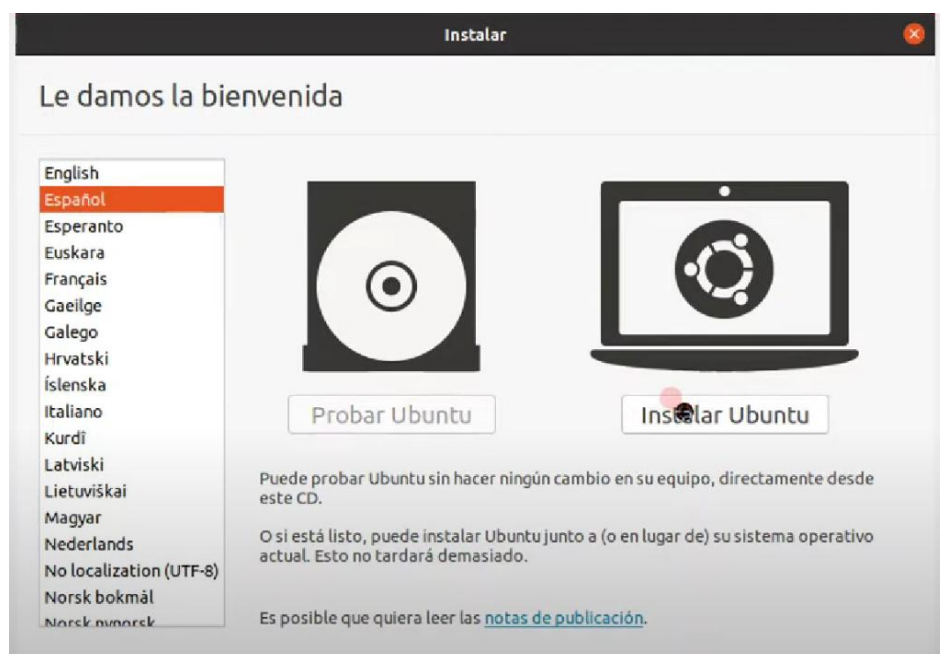 Instalar
Le damos la bienvenida
English
Español
Esperanto
Euskara
Français
Gaeilge
Galego
Hrvatski
Íslenska
Italiano
Kurdî
Latviski
Lietuviškai
Magyar
Nederlands
No localization (UTF-8)
Norsk bokmål
Norsk nynorsk
Probar Ubuntu
Instalar Ubuntu
Puede probar Ubuntu sin hacer ningún cambio en su equipo, directamente desde
este CD.
O si está listo, puede instalar Ubuntu junto a (o en lugar de) su sistema operativo
actual. Esto no tardará demasiado.
Es posible que quiera leer las notas de publicación.